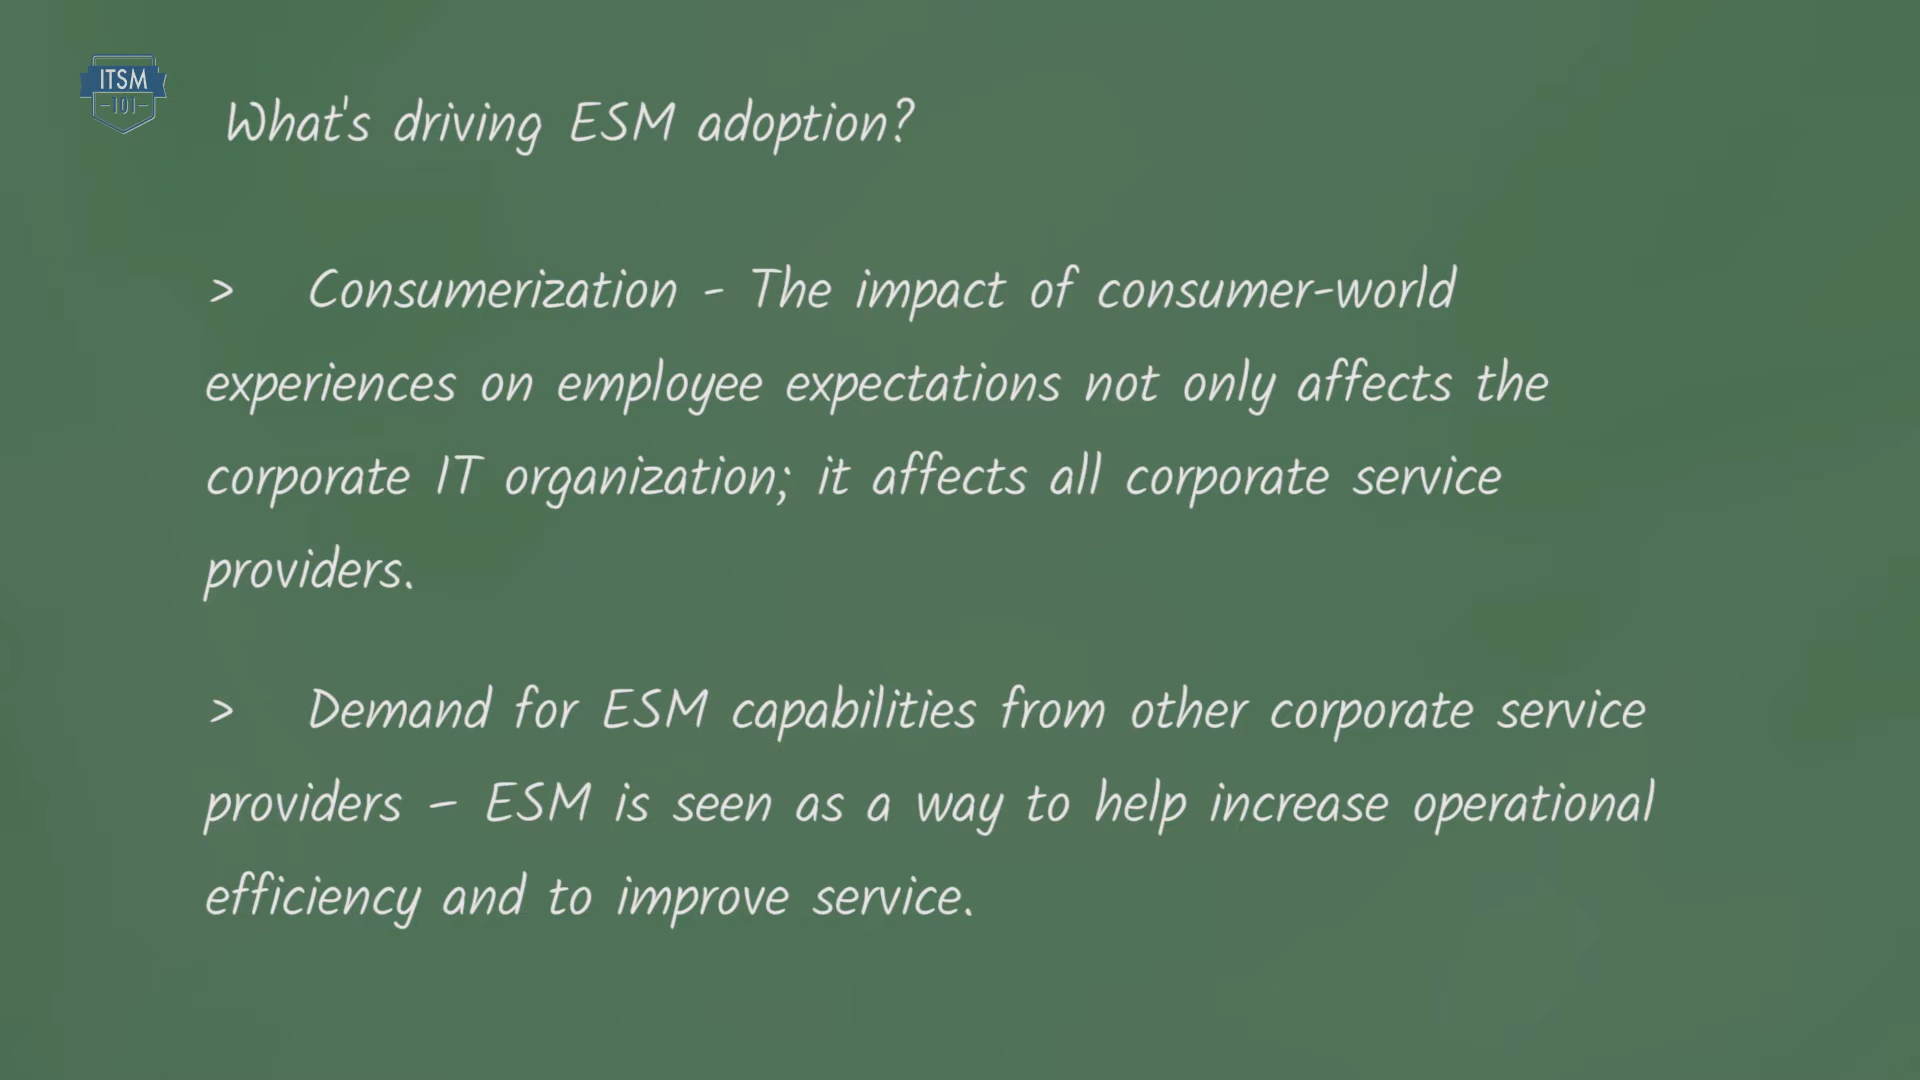 ITSM
-101-
What's driving ESM adoption?
> Consumerization - The impact of consumer-world
experiences on employee expectations not only affects the
corporate IT organization; it affects all corporate service
providers.
> Demand for ESM capabilities from other corporate service
providers – ESM is seen as a way to help increase operational
efficiency and to improve service.